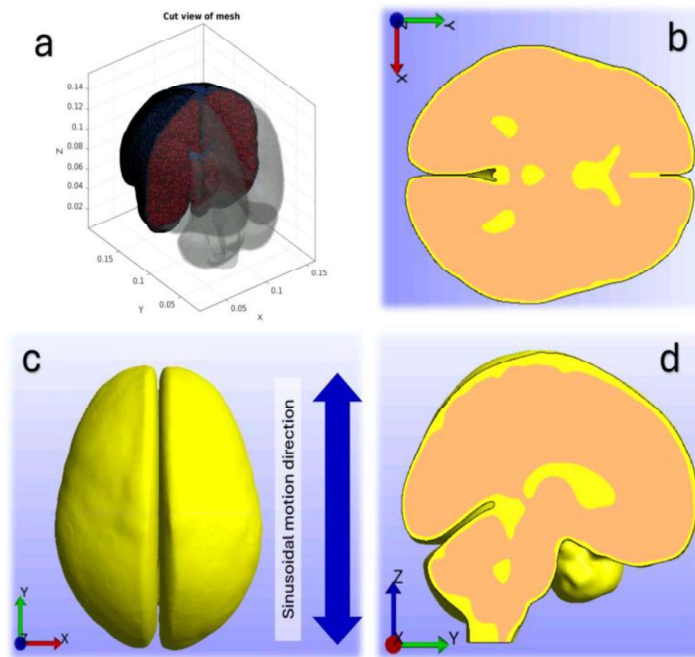 Cut view of mesh
a
0.14
0.12
0.1
0.08
0.06
0.04
0.02
Z
0.15
0.1
0.05
Y
0.05
0.1
0.15
X
b
Z
Y
X
c
Sinusoidal motion direction
Y
Z
X
d
Z
X
Y